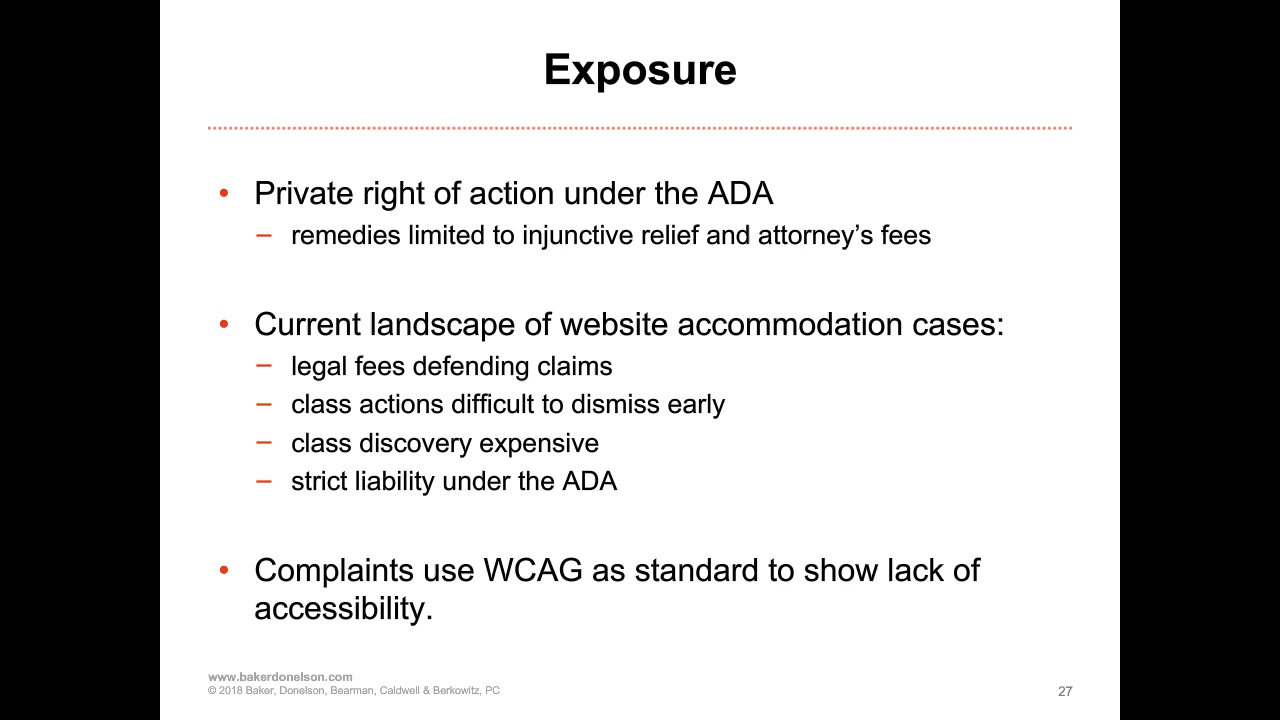 Exposure
• Private right of action under the ADA
– remedies limited to injunctive relief and attorney’s fees
• Current landscape of website accommodation cases:
– legal fees defending claims
– class actions difficult to dismiss early
– class discovery expensive
– strict liability under the ADA
• Complaints use WCAG as standard to show lack of
accessibility.
www.bakerdonelson.com
© 2018 Baker, Donelson, Bearman, Caldwell & Berkowitz, PC
27